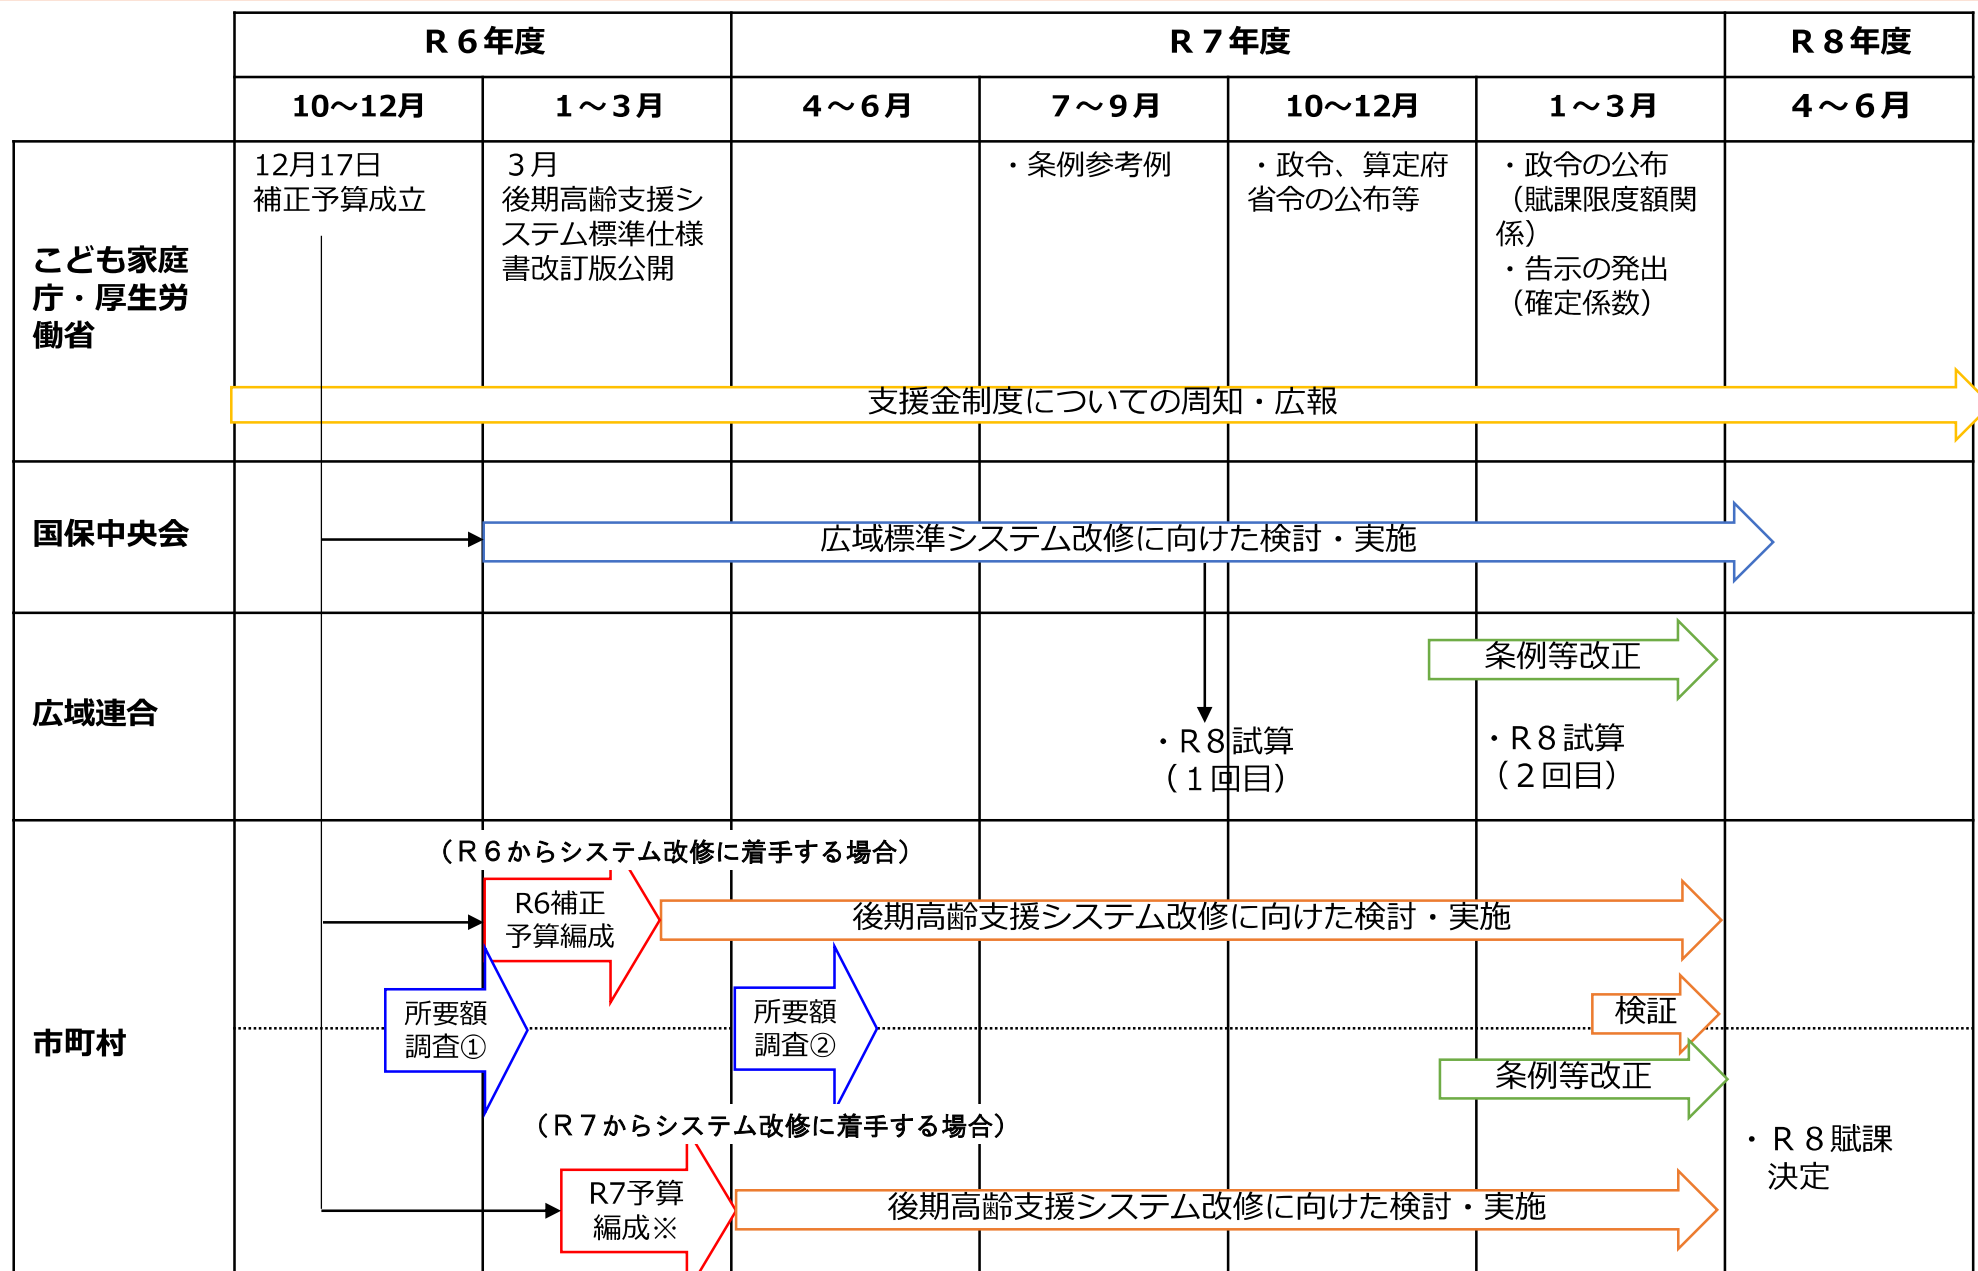 R６年度
R７年度
R８年度
10～12月
１～３月
４～６月
７～９月
10～12月
１～３月
４～６月
こども家庭
庁・厚生労
働省
12月17日
補正予算成立
３月
後期高齢支援シ
ステム標準仕様
書改訂版公開
・条例参考例
・政令、算定府
省令の公布等
・政令の公布
（賦課限度額関
係）
・告示の発出
（確定係数）
支援金制度についての周知・広報
国保中央会
広域標準システム改修に向けた検討・実施
広域連合
条例等改正
・R８試算
（１回目）
・R８試算
（２回目）
市町村
（R６からシステム改修に着手する場合）
R6補正
予算編成
後期高齢支援システム改修に向けた検討・実施
所要額
調査①
所要額
調査②
検証
条例等改正
（R７からシステム改修に着手する場合）
R7予算
編成※
後期高齢支援システム改修に向けた検討・実施
・R８賦課
決定